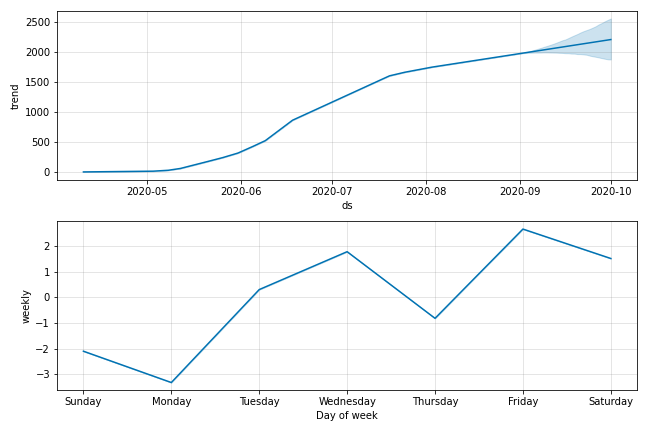 2500
2000
1500
1000
500
0
trend
2020-05 2020-06 2020-07 2020-08 2020-09 2020-10
ds
2
1
0
−1
−2
−3
weekly
Sunday Monday Tuesday Wednesday Thursday Friday Saturday
Day of week